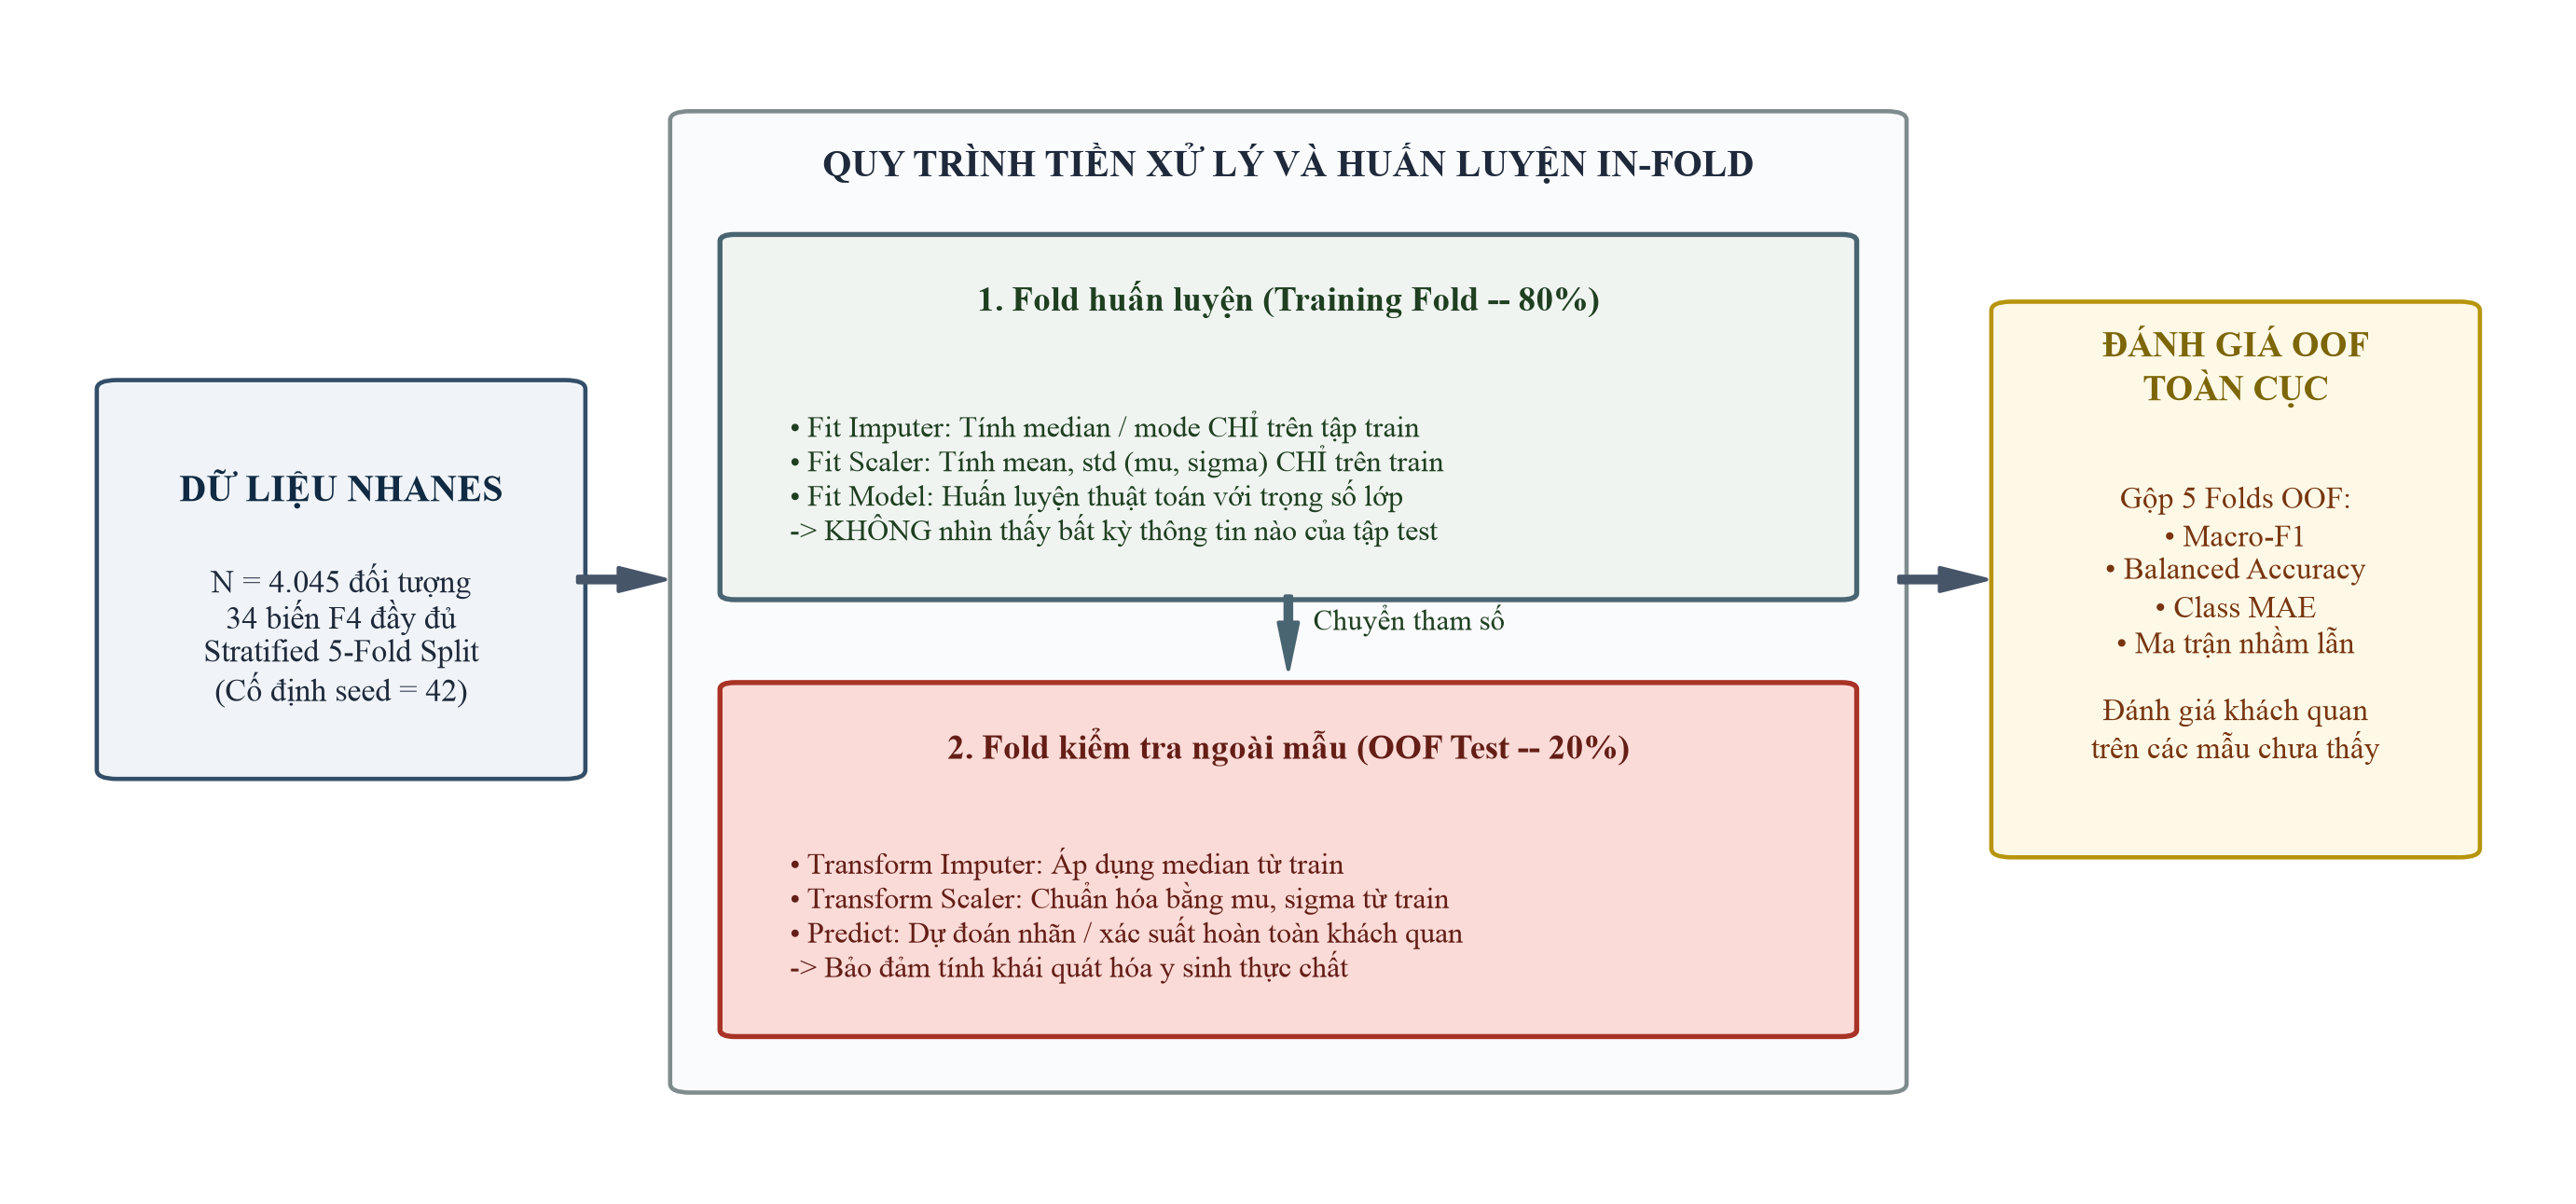 DỮ LIỆU NHANES
N = 4.045 đối tượng
34 biến F4 đầy đủ
Stratified 5-Fold Split
(Cố định seed = 42)
QUY TRÌNH TIỀN XỬ LÝ VÀ HUẤN LUYỆN IN-FOLD
1. Fold huấn luyện (Training Fold -- 80%)
• Fit Imputer: Tính median / mode CHỈ trên tập train
• Fit Scaler: Tính mean, std (mu, sigma) CHỈ trên train
• Fit Model: Huấn luyện thuật toán với trọng số lớp
-> KHÔNG nhìn thấy bất kỳ thông tin nào của tập test
Chuyển tham số
2. Fold kiểm tra ngoài mẫu (OOF Test -- 20%)
• Transform Imputer: Áp dụng median từ train
• Transform Scaler: Chuẩn hóa bằng mu, sigma từ train
• Predict: Dự đoán nhãn / xác suất hoàn toàn khách quan
-> Bảo đảm tính khái quát hóa y sinh thực chất
ĐÁNH GIÁ OOF
TOÀN CỤC
Gộp 5 Folds OOF:
• Macro-F1
• Balanced Accuracy
• Class MAE
• Ma trận nhầm lẫn
Đánh giá khách quan
trên các mẫu chưa thấy